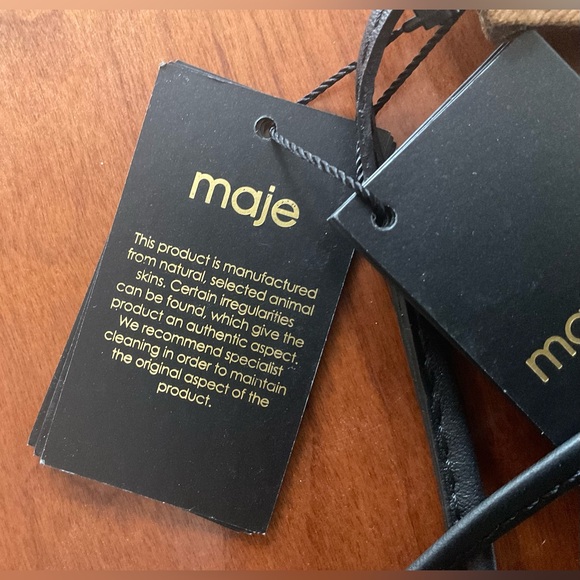 maje
This product is manufactured
from natural, selected animal
skins. Certain irregularities
can be found, which give the
product an authentic aspect.
We recommend specialist
cleaning in order to maintain
the original aspect of the
product.
ma